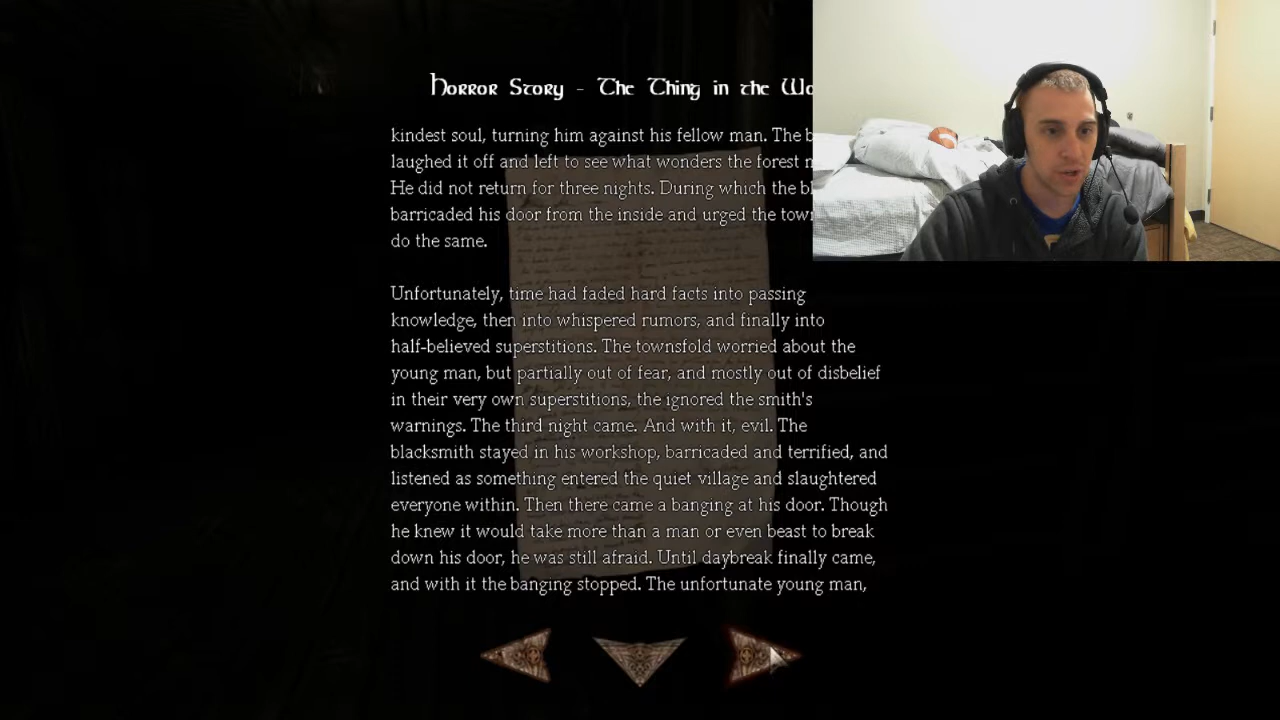 Horror Story - The Thing in the
kindest soul, turning him against his fellow man. The
laughed it off and left to see what wonders the forest
He did not return for three nights. During which the
barricaded his door from the inside and urged the
do the same.
Unfortunately, time had faded hard facts into passing
knowledge, then into whispered rumors, and finally into
half-believed superstitions. The townsfold worried about the
young man, but partially out of fear, and mostly out of disbelief
in their very own superstitions, the ignored the smith's
warnings. The third night came. And with it, evil. The
blacksmith stayed in his workshop, barricaded and terrified, and
listened as something entered the quiet village and slaughtered
everyone within. Then there came a banging at his door. Though
he knew it would take more than a man or even beast to break
down his door, he was still afraid. Until daybreak finally came,
and with it the banging stopped. The unfortunate young man,